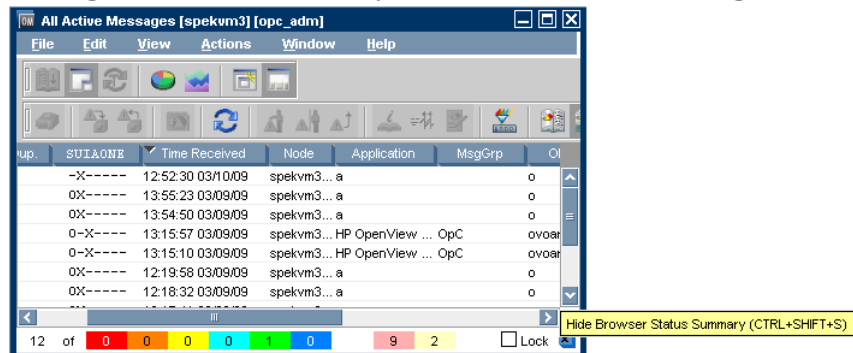 All Active Messages [spekvm3] [opc_adm]
File Edit View Actions Window Help
up. SUIAONE Time Received Node Application MsgGrp Ol
-X----- 12:52:30 03/10/09 spekvm3... a o
0X----- 13:55:23 03/09/09 spekvm3... a o
0X----- 13:54:50 03/09/09 spekvm3... a o
0-X---- 13:15:57 03/09/09 spekvm3... HP OpenView ... OpC ovoar
0-X---- 13:15:10 03/09/09 spekvm3... HP OpenView ... OpC ovoar
0X----- 12:19:58 03/09/09 spekvm3... a o
0X----- 12:18:32 03/09/09 spekvm3... a o
Hide Browser Status Summary (CTRL+SHIFT+S)
12 of 0 0 0 0 1 0 9 2 Lock